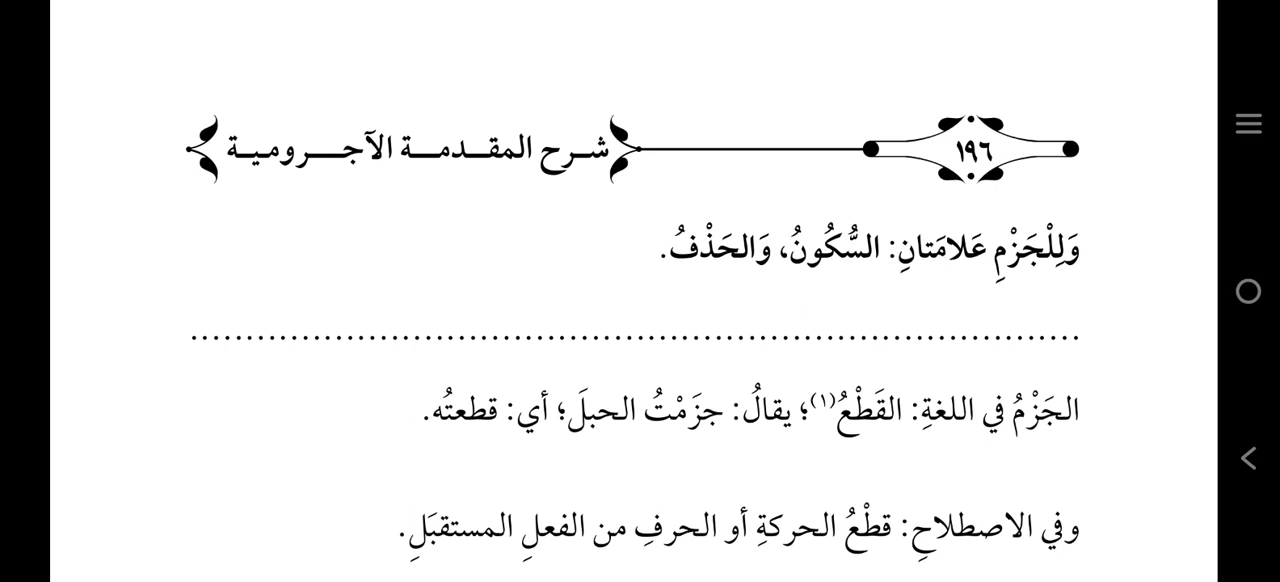 ١٩٦ شرح المقدمة الآجرومية
وَلِلْجَزْمِ عَلامَتانِ: السُّكُونُ، وَالحَذْفُ.
الجَزْمُ في اللغةِ: القَطْعُ(١)؛ يقالُ: جزَمْتُ الحبلَ؛ أي: قطعتُه.
وفي الاصطلاحِ: قطْعُ الحركةِ أو الحرفِ من الفعلِ المستقبَلِ.